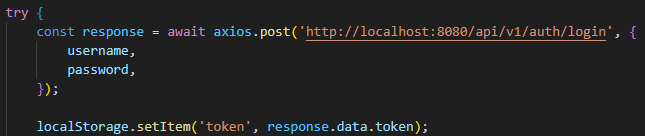 try {
    const response = await axios.post('http://localhost:8080/api/v1/auth/login', {
        username,
        password,
    });
    localStorage.setItem('token', response.data.token);